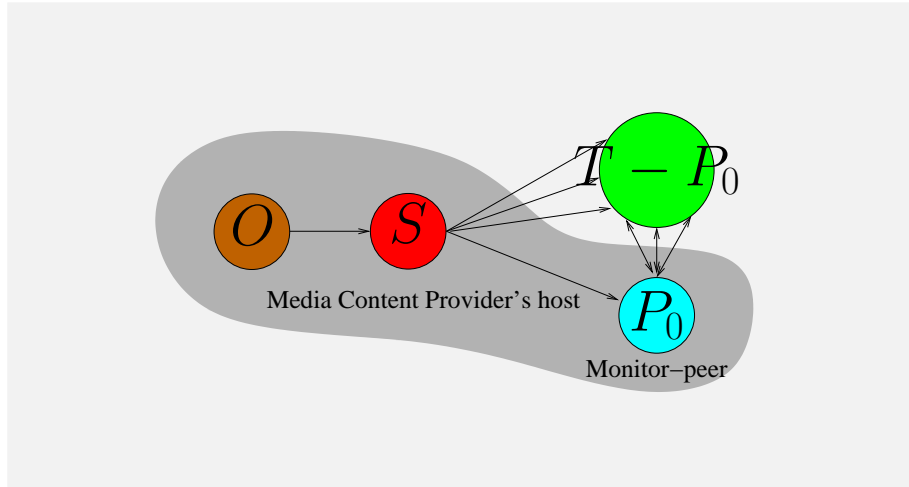 T − P₀
O
S
Media Content Provider's host
P₀
Monitor−peer